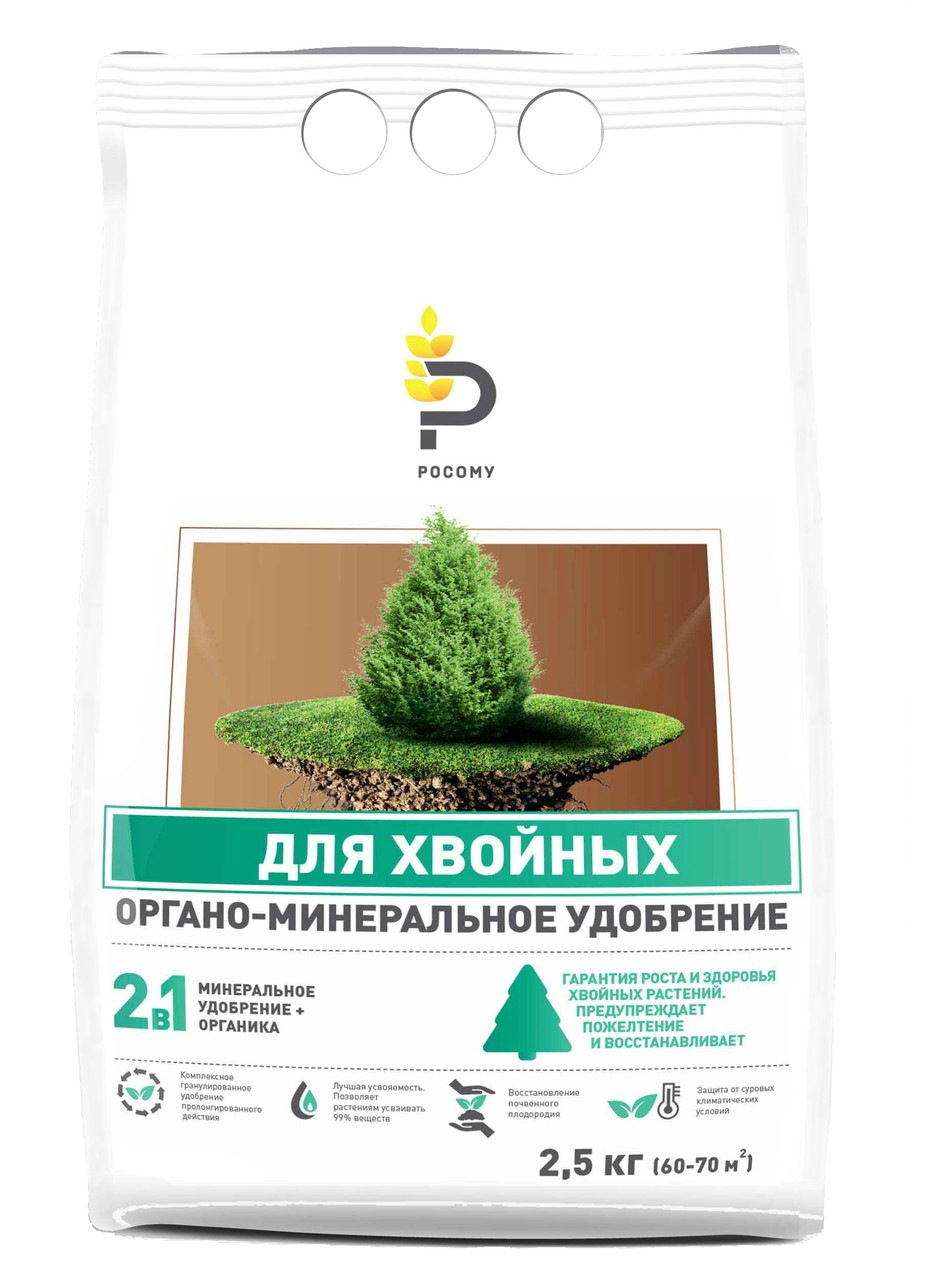 РОСОМУ
ДЛЯ ХВОЙНЫХ
ОРГАНО-МИНЕРАЛЬНОЕ УДОБРЕНИЕ
2в1
МИНЕРАЛЬНОЕ
УДОБРЕНИЕ +
ОРГАНИКА
ГАРАНТИЯ РОСТА И ЗДОРОВЬЯ
ХВОЙНЫХ РАСТЕНИЙ.
ПРЕДУПРЕЖДАЕТ
ПОЖЕЛТЕНИЕ
И ВОССТАНАВЛИВАЕТ
Комплексное
гранулированное
удобрение
пролонгированного
действия
Лучшая усвояемость.
Позволяет
растениям усваивать
99% веществ
Восстановление
почвенного
плодородия
Защита от суровых
климатических
условий
2,5 кг (60-70 м²)